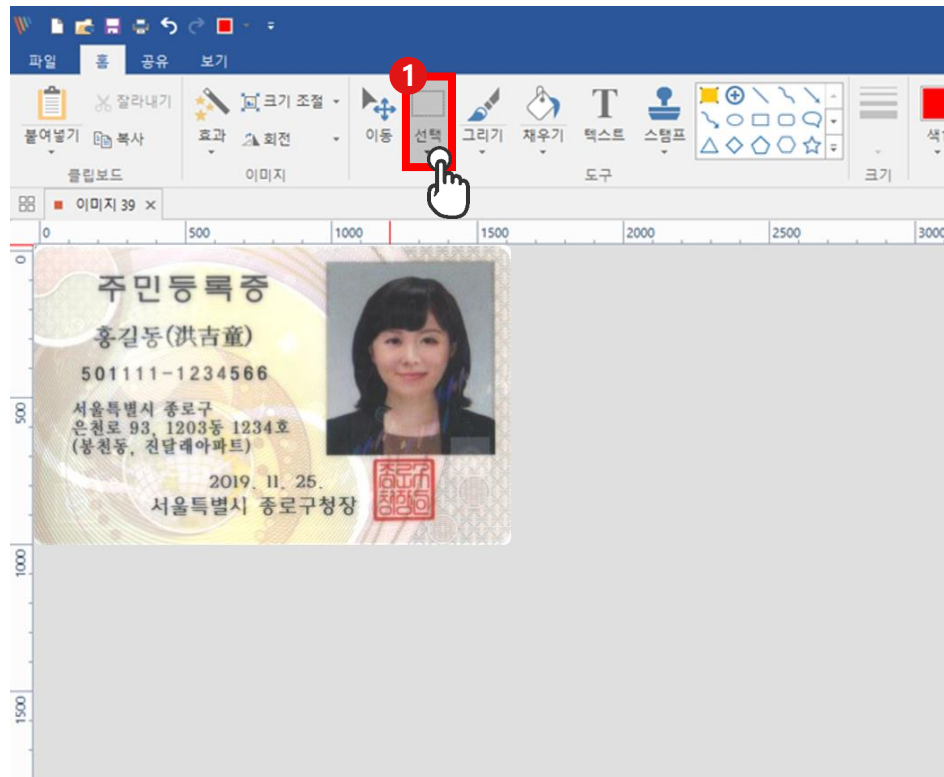 파일 홈 공유 보기
1
붙여넣기 잘라내기 복사
효과 크기 조절 회전
이동 선택 그리기 채우기 텍스트 스탬프
클립보드 이미지 도구 크기
이미지 39
0 500 1000 1500 2000 2500 3000
0
500
1000
1500
주민등록증
홍길동(洪吉童)
501111-1234566
서울특별시 종로구
은천로 93, 1203동 1234호
(봉천동, 진달래아파트)
2019. 11. 25.
서울특별시 종로구청장